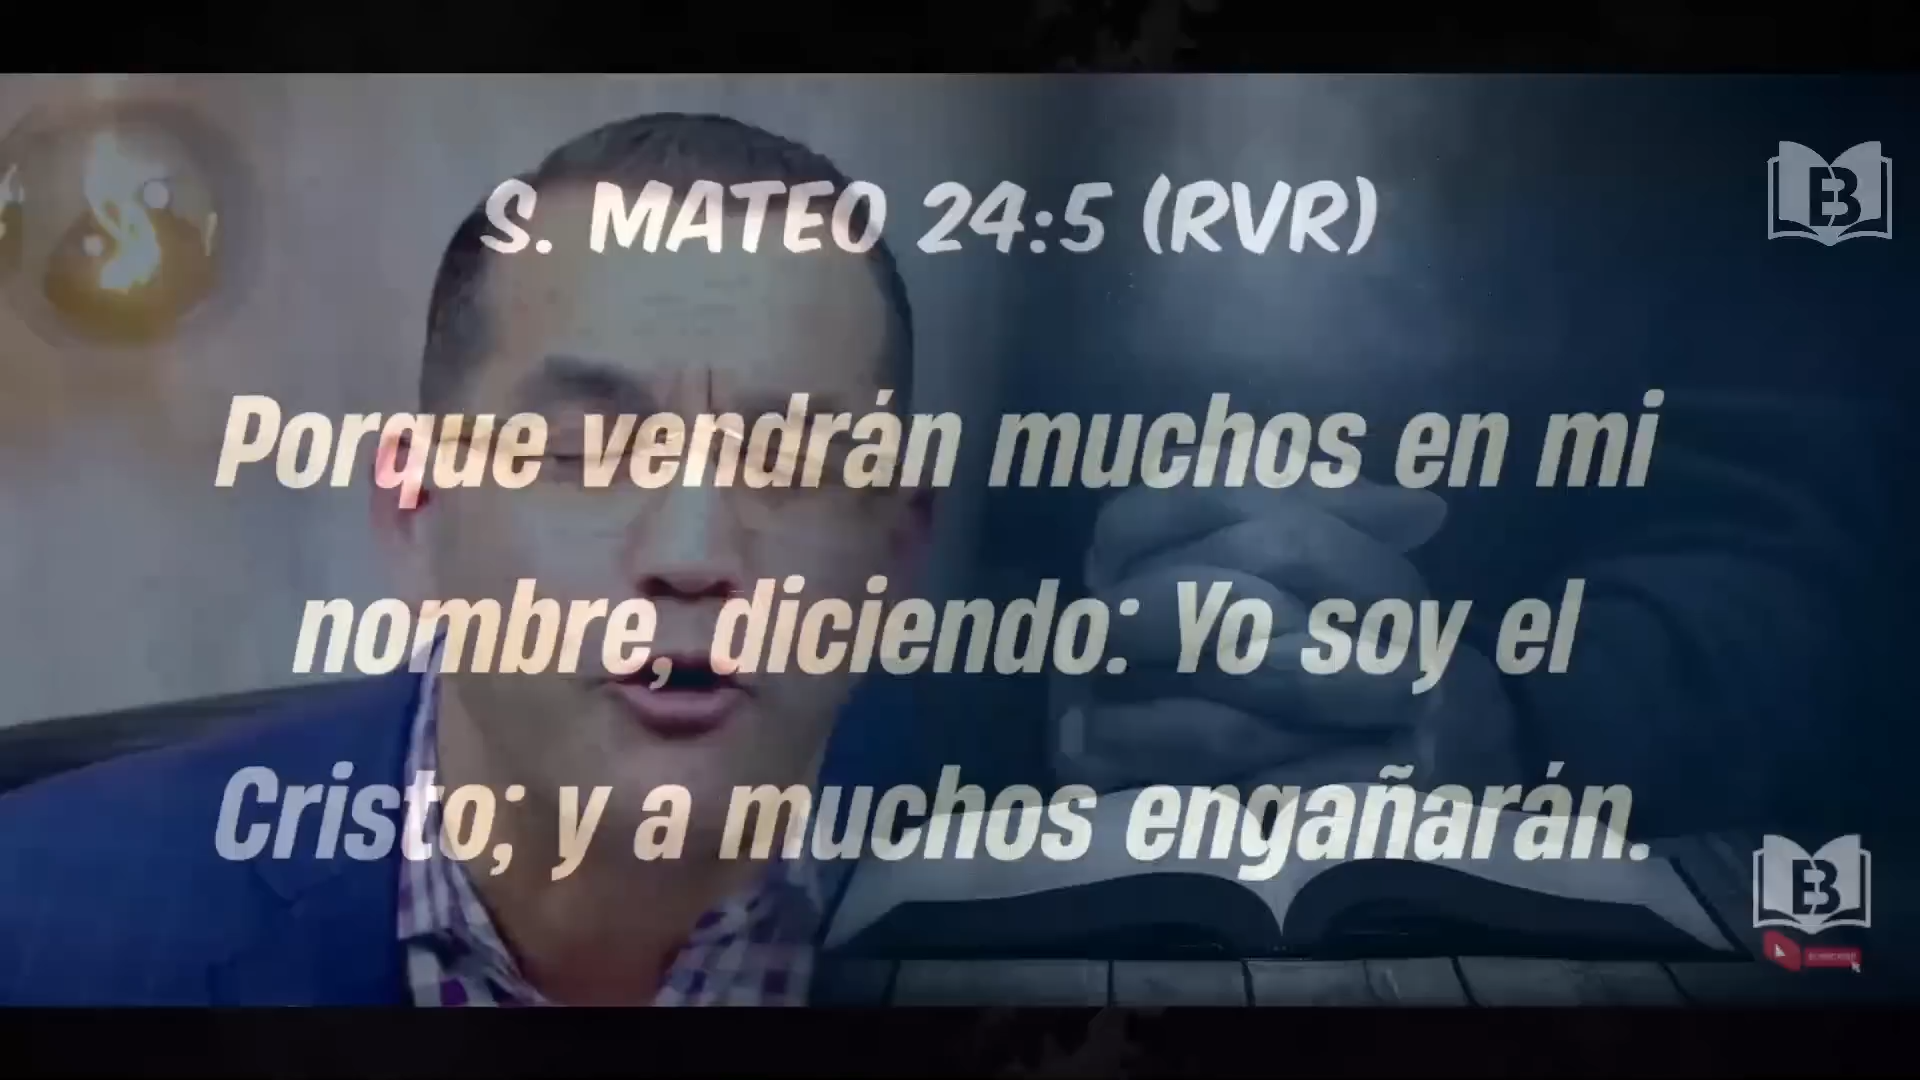 S. MATEO 24:5 (RVR)
Porque vendrán muchos en mi
nombre, diciendo: Yo soy el
Cristo; y a muchos engañarán.